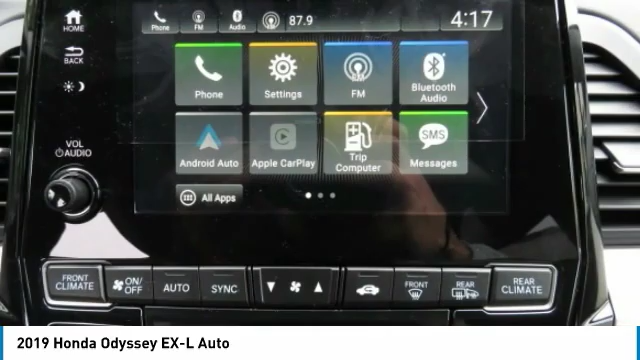 HOME
Phone FM Audio 87.9 4:17
BACK
Phone Settings FM Bluetooth Audio
VOL
AUDIO
Android Auto Apple CarPlay Trip Computer SMS Messages
All Apps
FRONT CLIMATE ON/OFF AUTO SYNC FRONT REAR REAR CLIMATE
2019 Honda Odyssey EX-L Auto